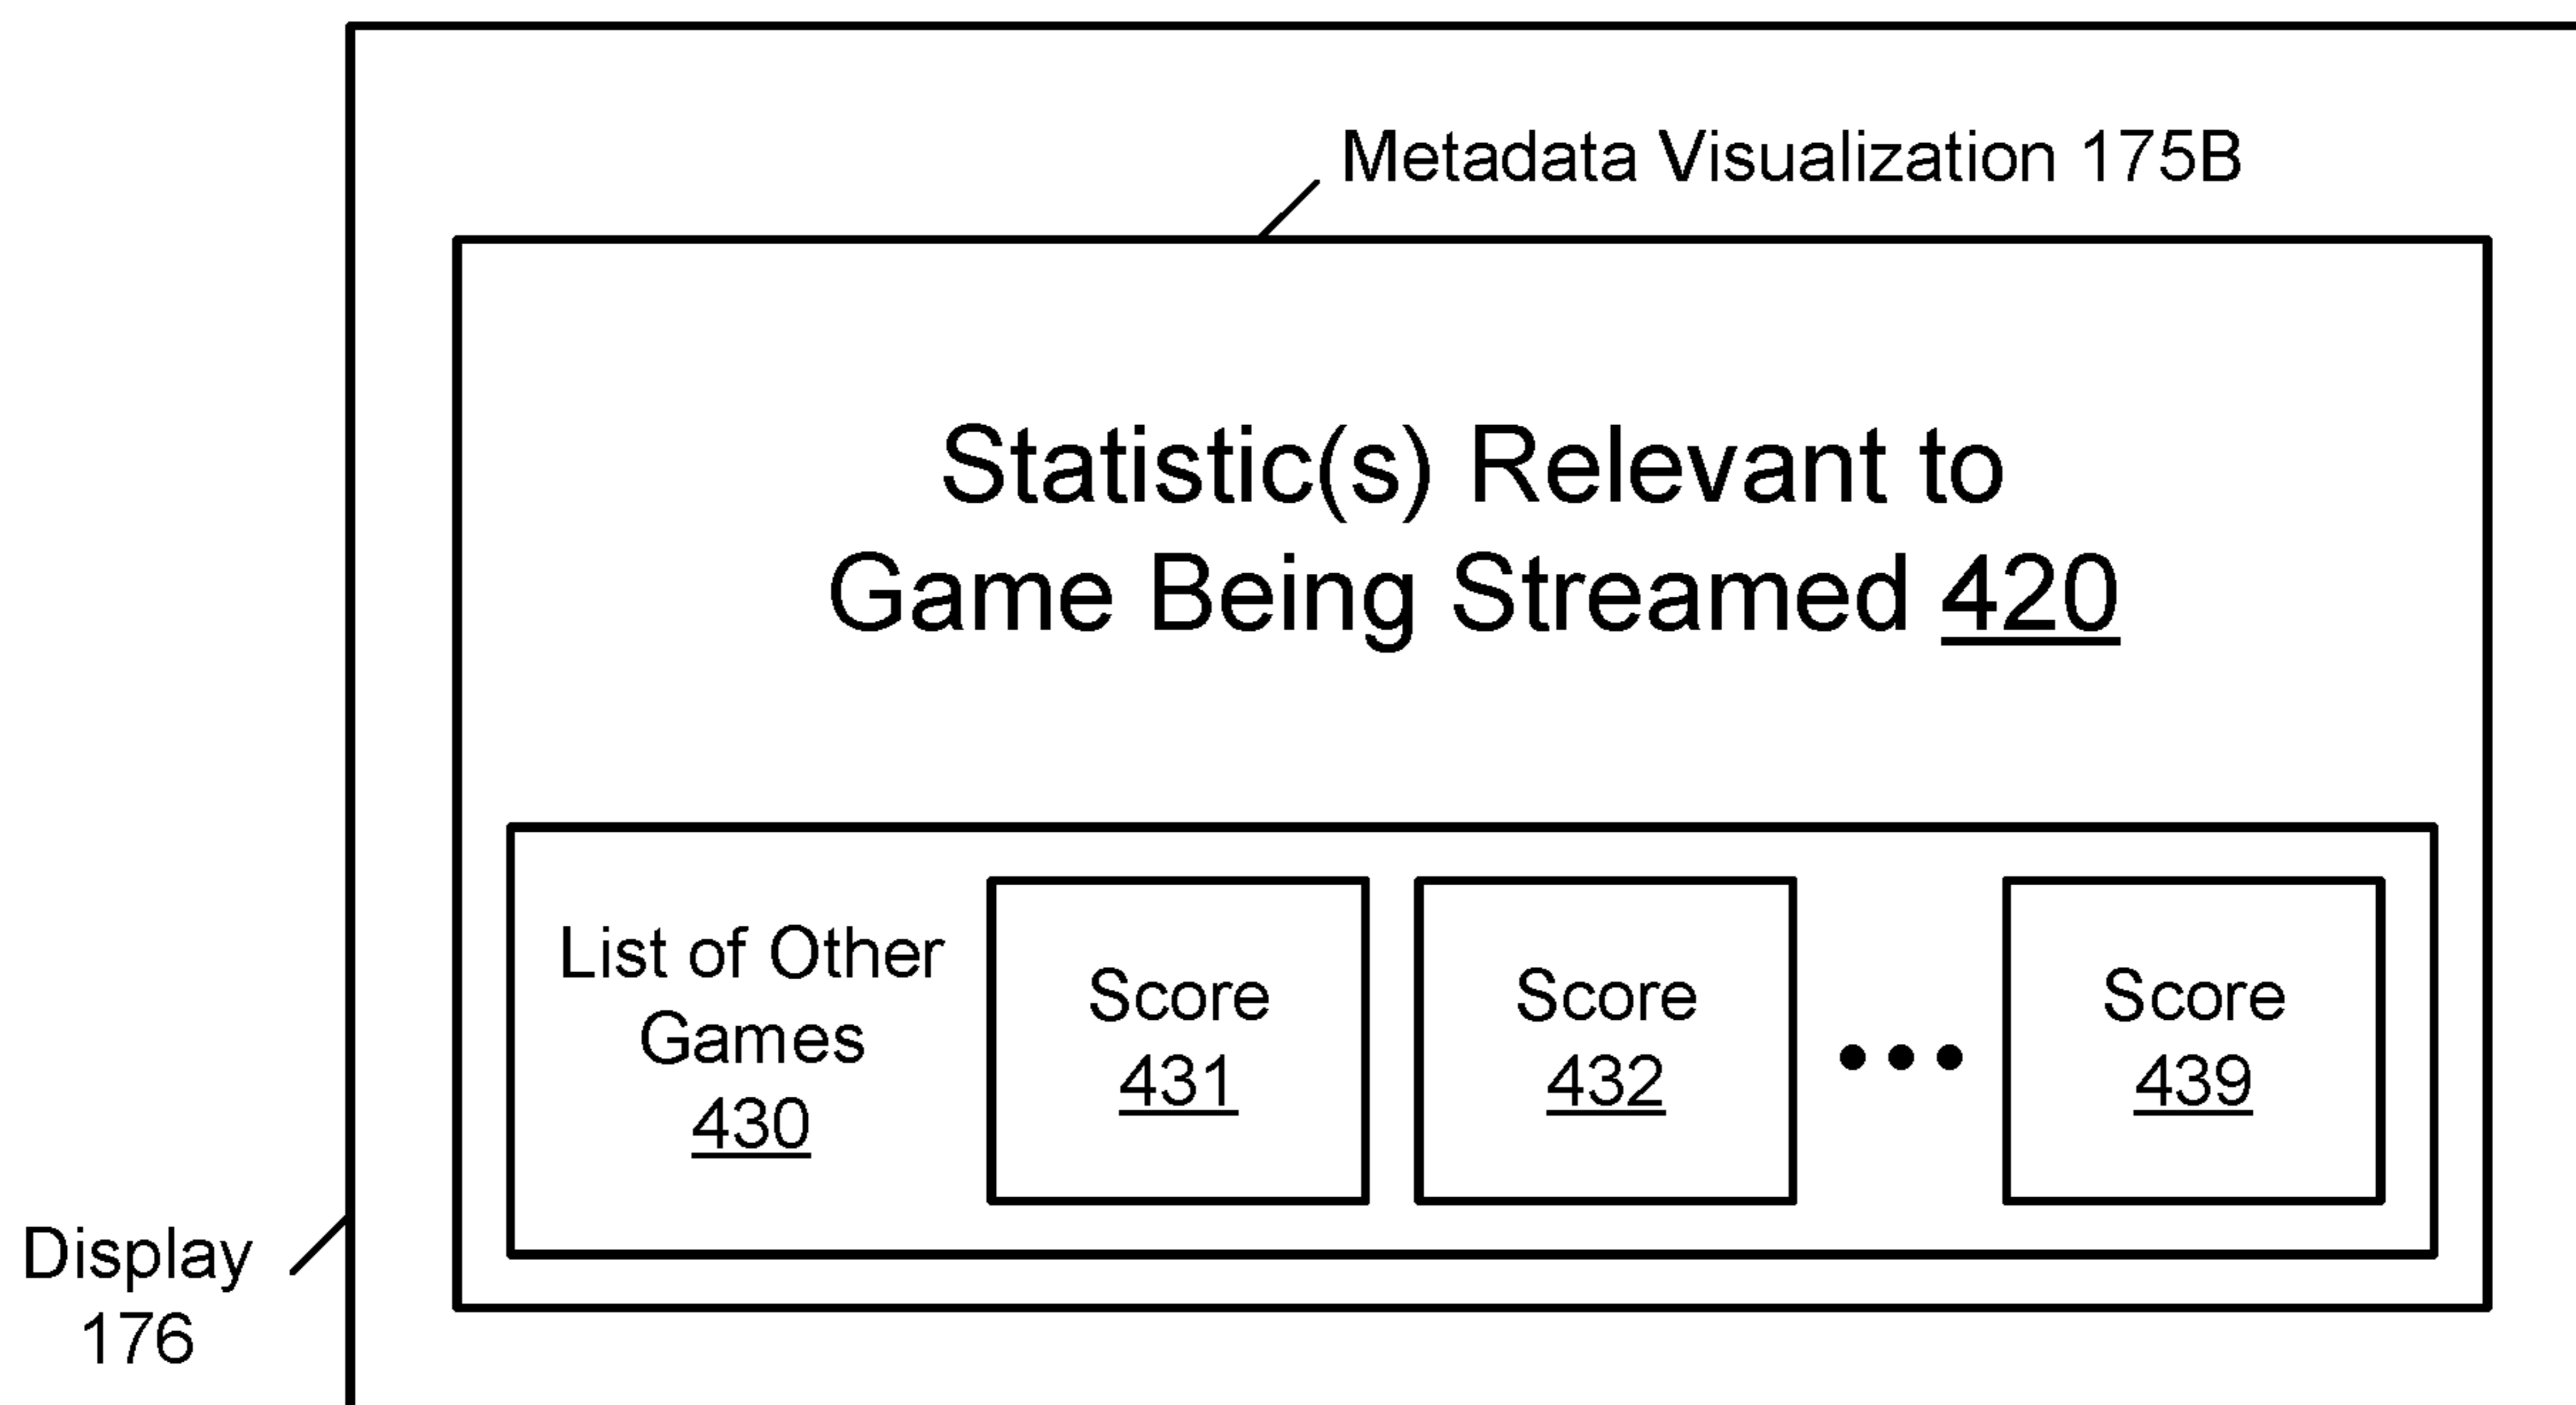 Metadata Visualization 175B
Statistic(s) Relevant to
Game Being Streamed 420
List of Other
Games
430
Score
431
Score
432
•••
Score
439
Display
176